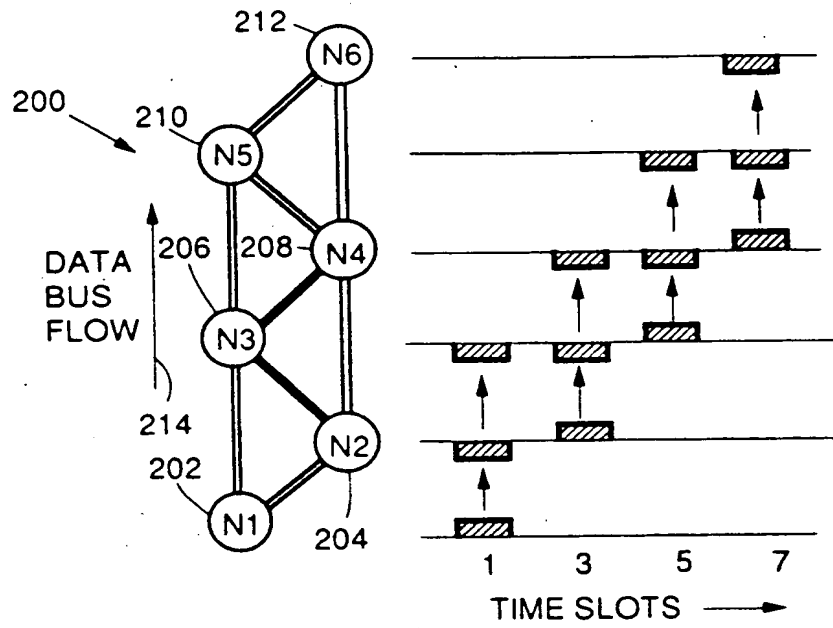 212
N6
200
210
N5
206
208
N4
DATA
BUS
FLOW
N3
214
N2
202
N1
204
1 3 5 7
TIME SLOTS